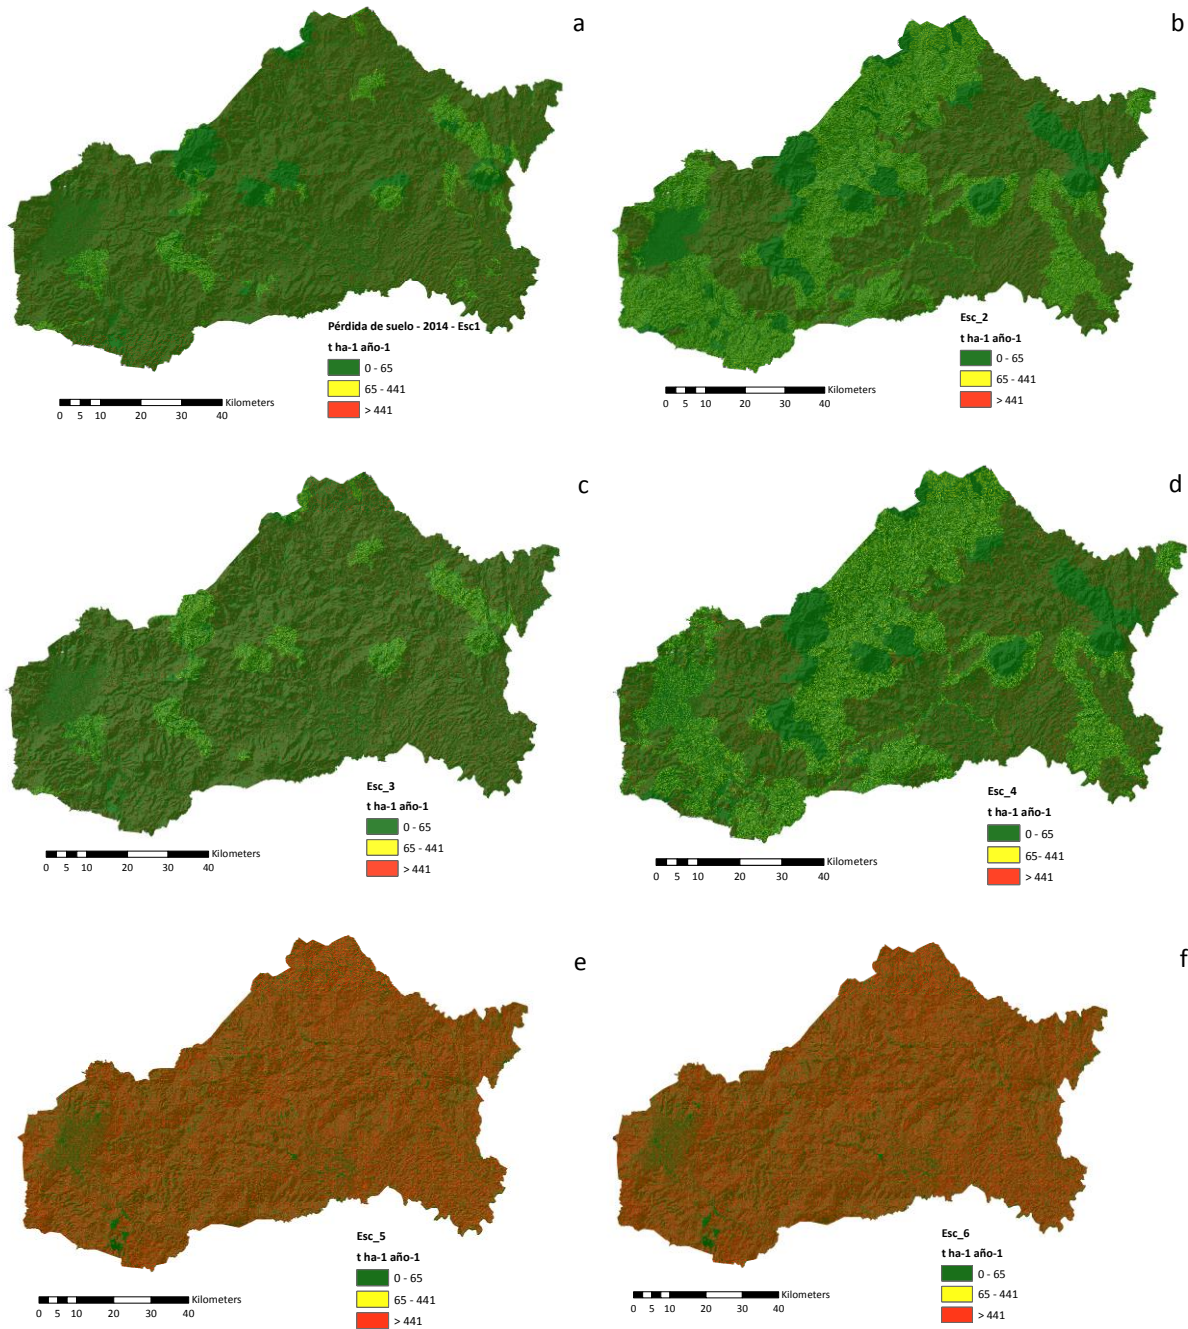 a
Pérdida de suelo - 2014 - Esc1
t ha-1 año-1
0 - 65
65 - 441
> 441
Kilometers
0 5 10 20 30 40
b
Esc_2
t ha-1 año-1
0 - 65
65 - 441
> 441
Kilometers
0 5 10 20 30 40
c
Esc_3
t ha-1 año-1
0 - 65
65 - 441
> 441
Kilometers
0 5 10 20 30 40
d
Esc_4
t ha-1 año-1
0 - 65
65 - 441
> 441
Kilometers
0 5 10 20 30 40
e
Esc_5
t ha-1 año-1
0 - 65
65 - 441
> 441
Kilometers
0 5 10 20 30 40
f
Esc_6
t ha-1 año-1
0 - 65
65 - 441
> 441
Kilometers
0 5 10 20 30 40